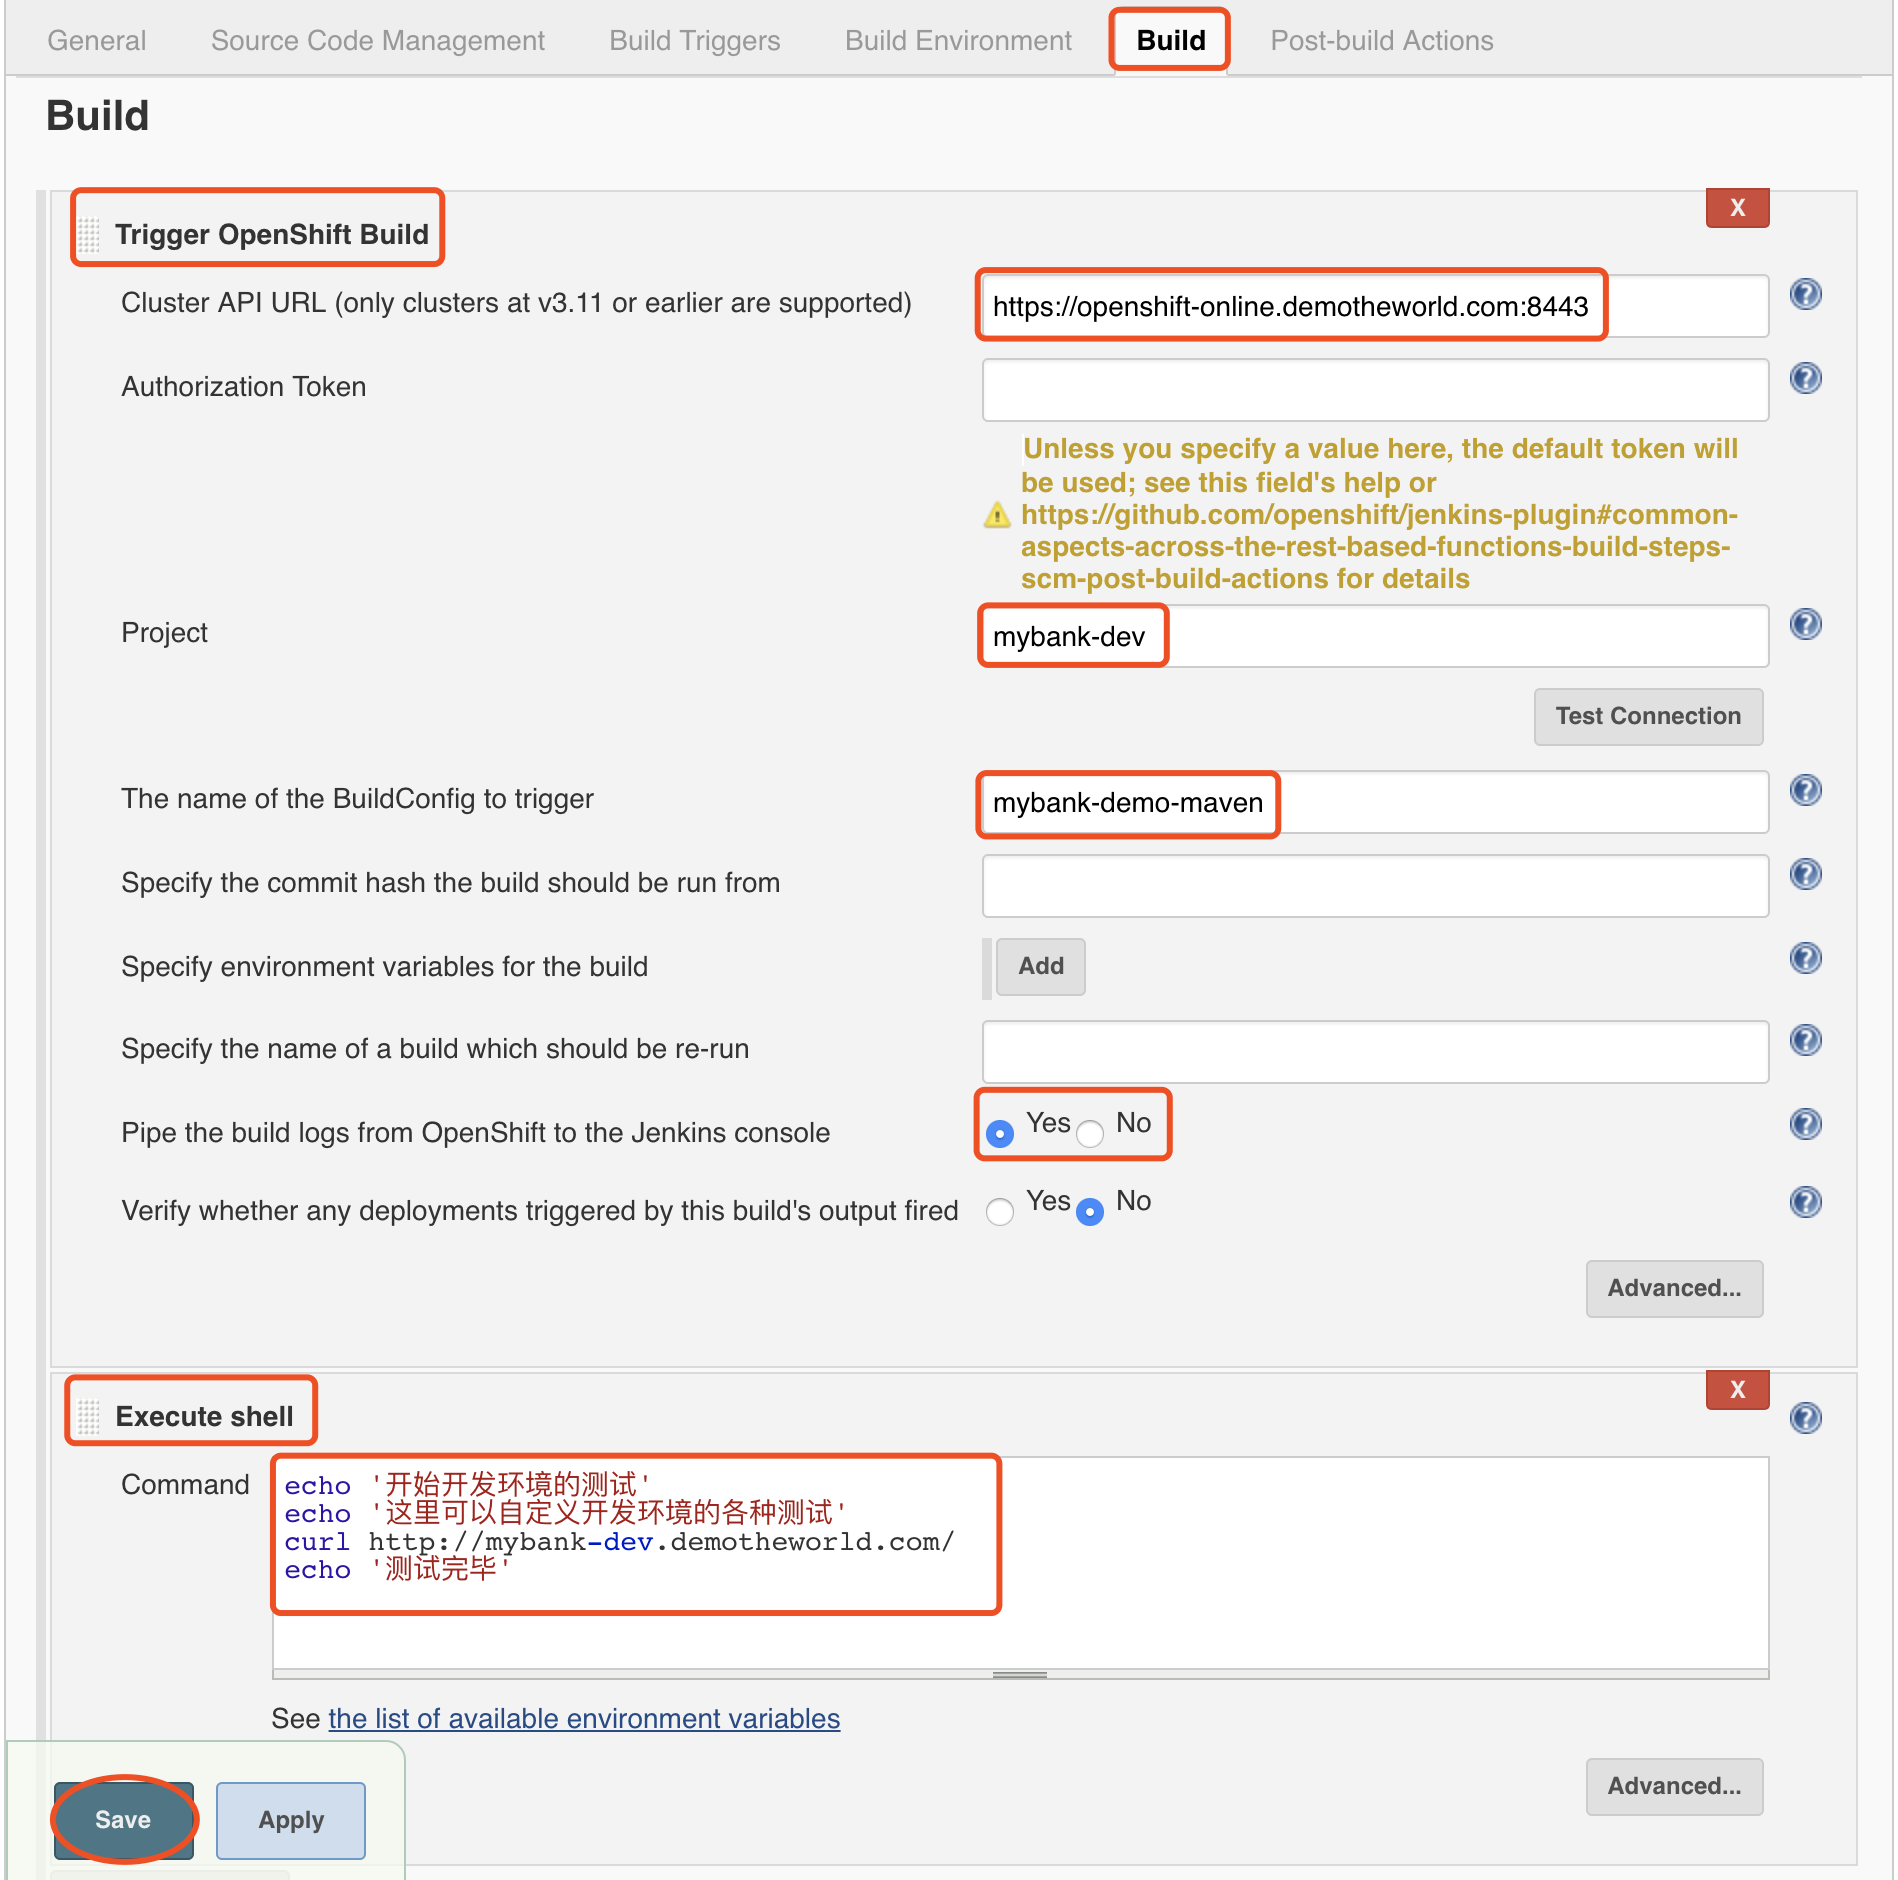 General Source Code Management Build Triggers Build Environment Build Post-build Actions
Build
X
Trigger OpenShift Build
Cluster API URL (only clusters at v3.11 or earlier are supported) https://openshift-online.demotheworld.com:8443 ?
Authorization Token ?
Unless you specify a value here, the default token will
be used; see this field's help or
https://github.com/openshift/jenkins-plugin#common-
aspects-across-the-rest-based-functions-build-steps-
scm-post-build-actions for details
Project mybank-dev ?
Test Connection
The name of the BuildConfig to trigger mybank-demo-maven ?
Specify the commit hash the build should be run from ?
Specify environment variables for the build Add ?
Specify the name of a build which should be re-run ?
Pipe the build logs from OpenShift to the Jenkins console Yes No ?
Verify whether any deployments triggered by this build's output fired Yes No ?
Advanced...
X
Execute shell ?
Command
echo '开始开发环境的测试'
echo '这里可以自定义开发环境的各种测试'
curl http://mybank-dev.demotheworld.com/
echo '测试完毕'
See the list of available environment variables
Advanced...
Save Apply